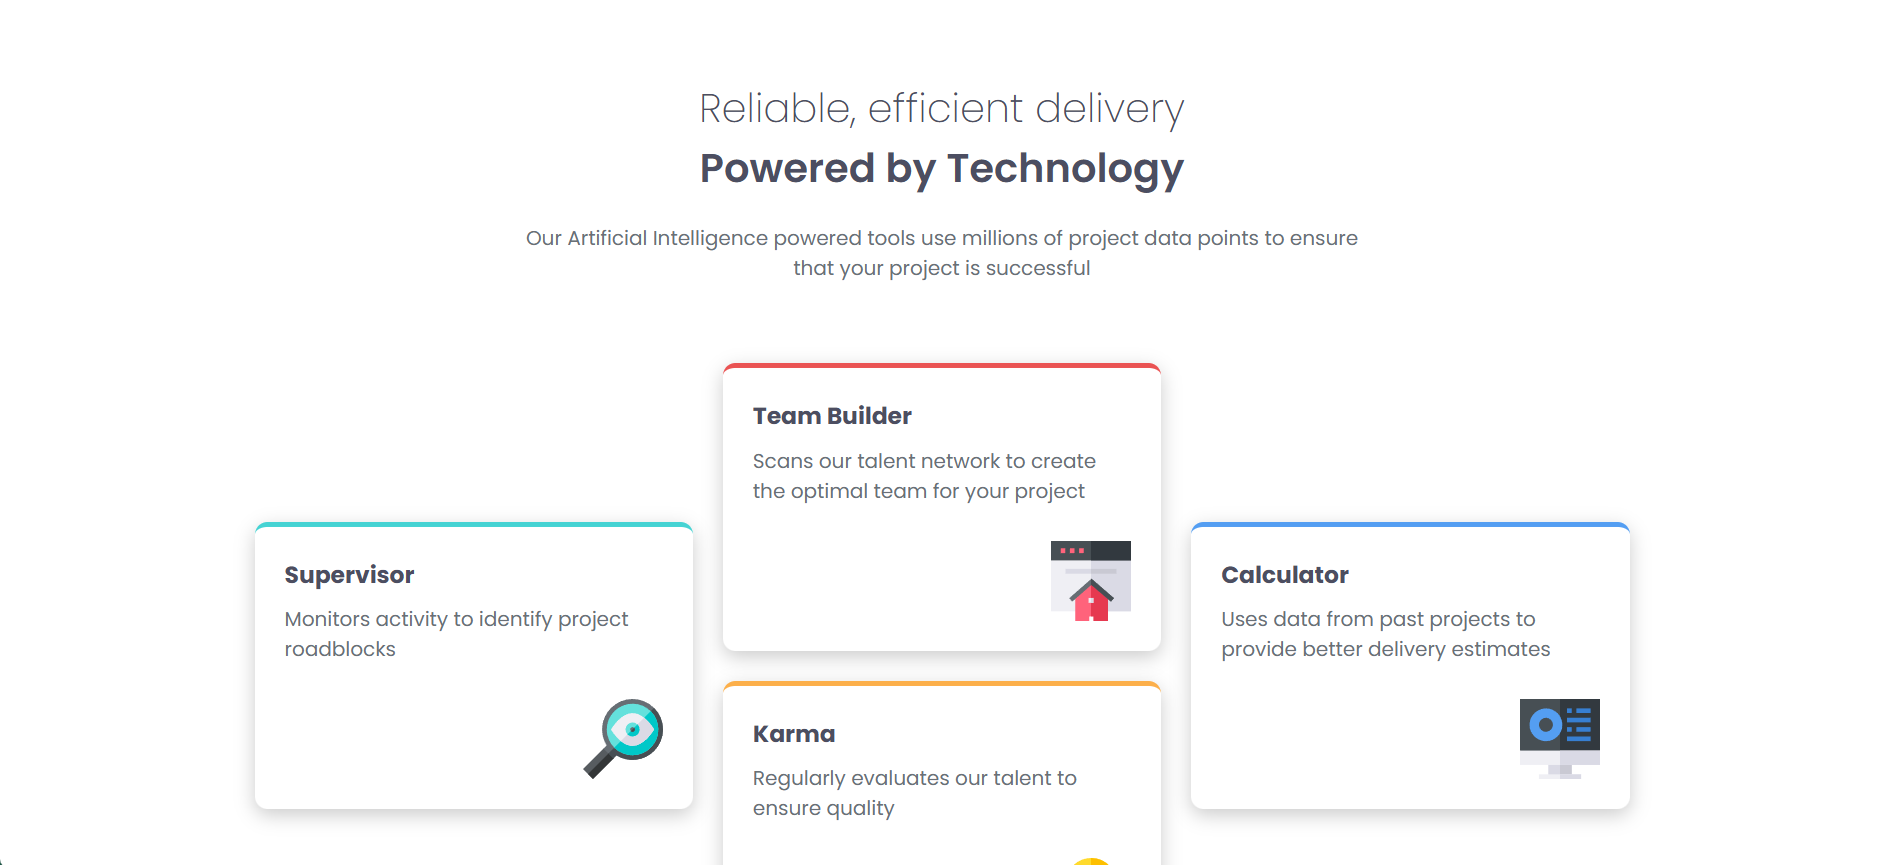 Reliable, efficient delivery
Powered by Technology
Our Artificial Intelligence powered tools use millions of project data points to ensure
that your project is successful
Team Builder
Scans our talent network to create
the optimal team for your project
Supervisor
Monitors activity to identify project
roadblocks
Calculator
Uses data from past projects to
provide better delivery estimates
Karma
Regularly evaluates our talent to
ensure quality